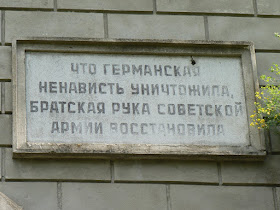 ЧТО ГЕРМАНСКАЯ
НЕНАВИСТЬ УНИЧТОЖИЛА,
БРАТСКАЯ РУКА СОВЕТСКОЙ
АРМИИ ВОССТАНОВИЛА